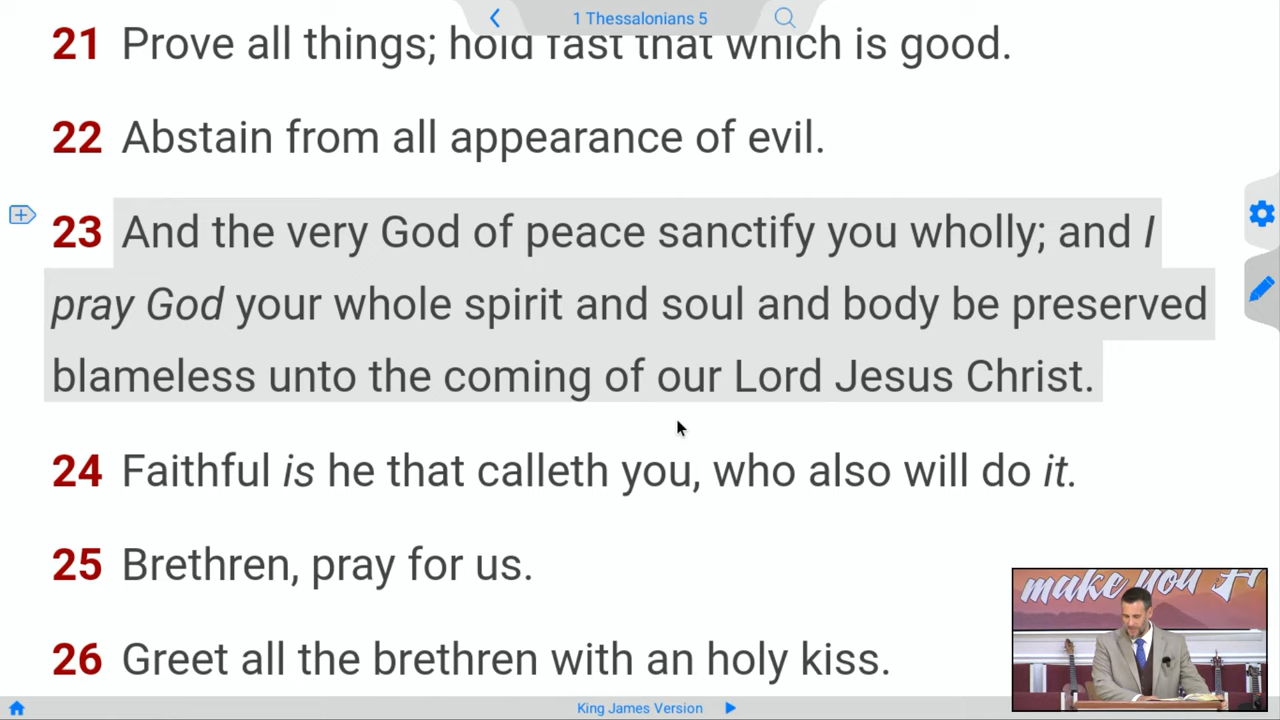 1 Thessalonians 5
21 Prove all things; hold fast that which is good.
22 Abstain from all appearance of evil.
23 And the very God of peace sanctify you wholly; and I
pray God your whole spirit and soul and body be preserved
blameless unto the coming of our Lord Jesus Christ.
24 Faithful is he that calleth you, who also will do it.
25 Brethren, pray for us.
26 Greet all the brethren with an holy kiss.
make you
King James Version